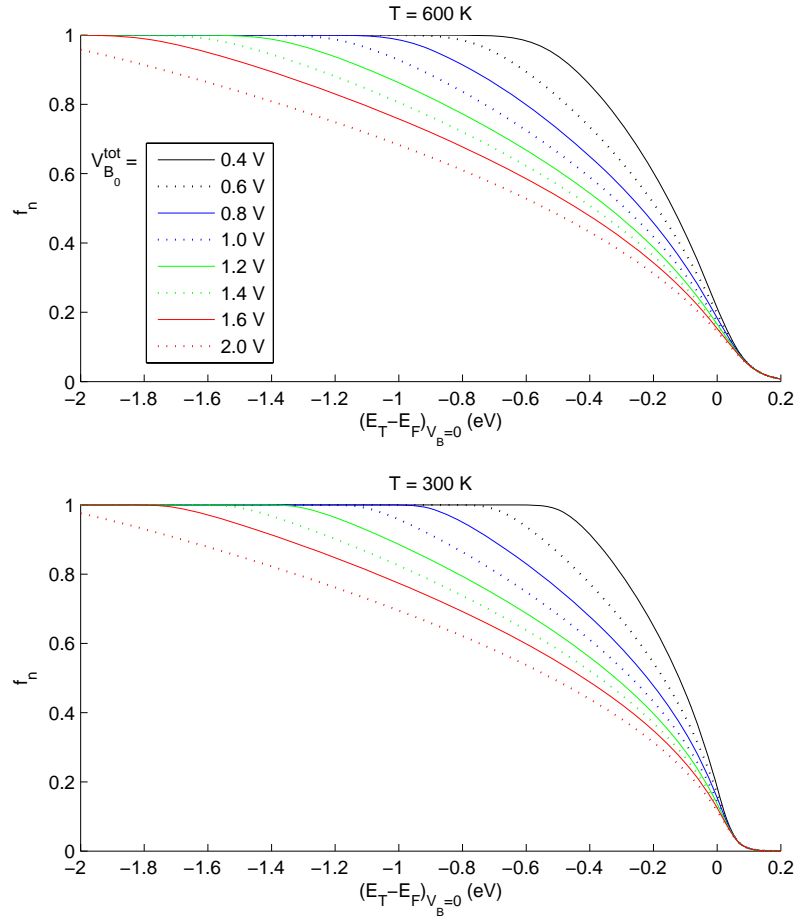 T = 600 K
1
0.8
0.6
0.4
0.2
0
f_n
V_{B_0}^{tot} =
0.4 V
0.6 V
0.8 V
1.0 V
1.2 V
1.4 V
1.6 V
2.0 V
−2 −1.8 −1.6 −1.4 −1.2 −1 −0.8 −0.6 −0.4 −0.2 0 0.2
(E_T−E_F)_{V_B=0} (eV)
T = 300 K
1
0.8
0.6
0.4
0.2
0
f_n
−2 −1.8 −1.6 −1.4 −1.2 −1 −0.8 −0.6 −0.4 −0.2 0 0.2
(E_T−E_F)_{V_B=0} (eV)